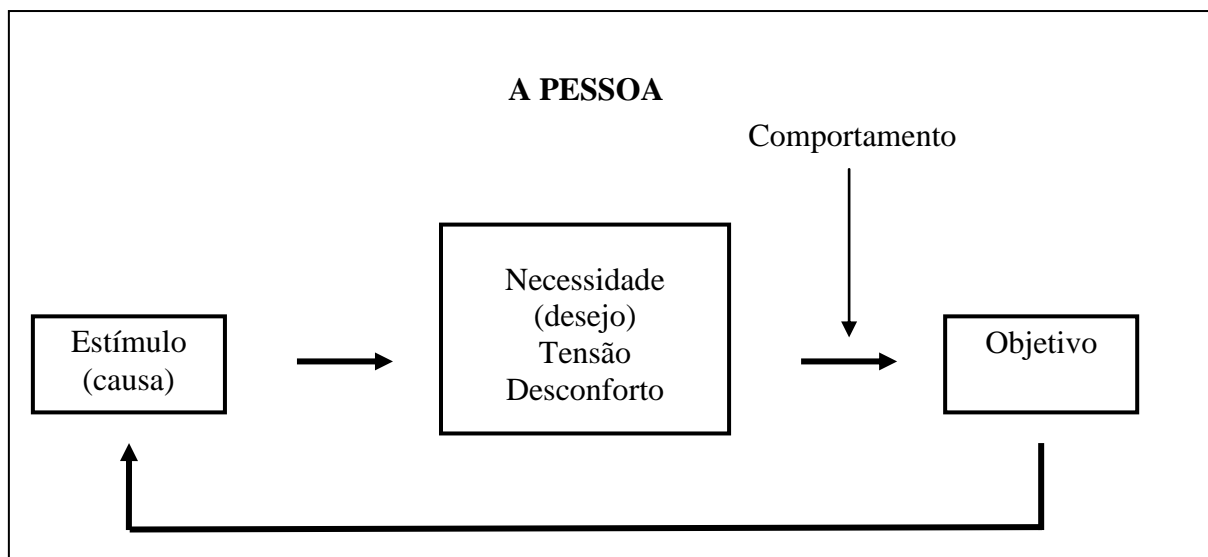 A PESSOA
Comportamento
Estímulo
(causa)
Necessidade
(desejo)
Tensão
Desconforto
Objetivo